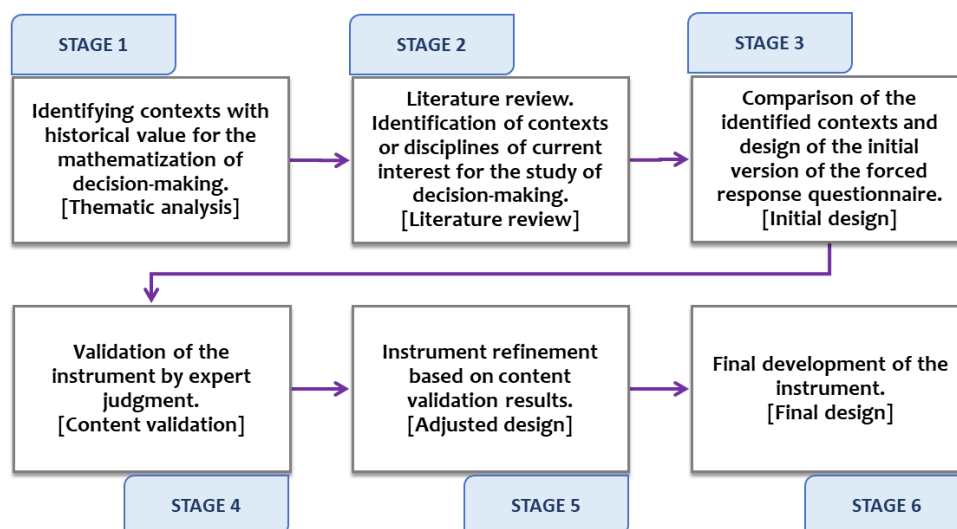 STAGE 1
Identifying contexts with
historical value for the
mathematization of
decision-making.
[Thematic analysis]
STAGE 2
Literature review.
Identification of contexts
or disciplines of current
interest for the study of
decision-making.
[Literature review]
STAGE 3
Comparison of the
identified contexts and
design of the initial
version of the forced
response questionnaire.
[Initial design]
Validation of the
instrument by expert
judgment.
[Content validation]
STAGE 4
Instrument refinement
based on content
validation results.
[Adjusted design]
STAGE 5
Final development of the
instrument.
[Final design]
STAGE 6